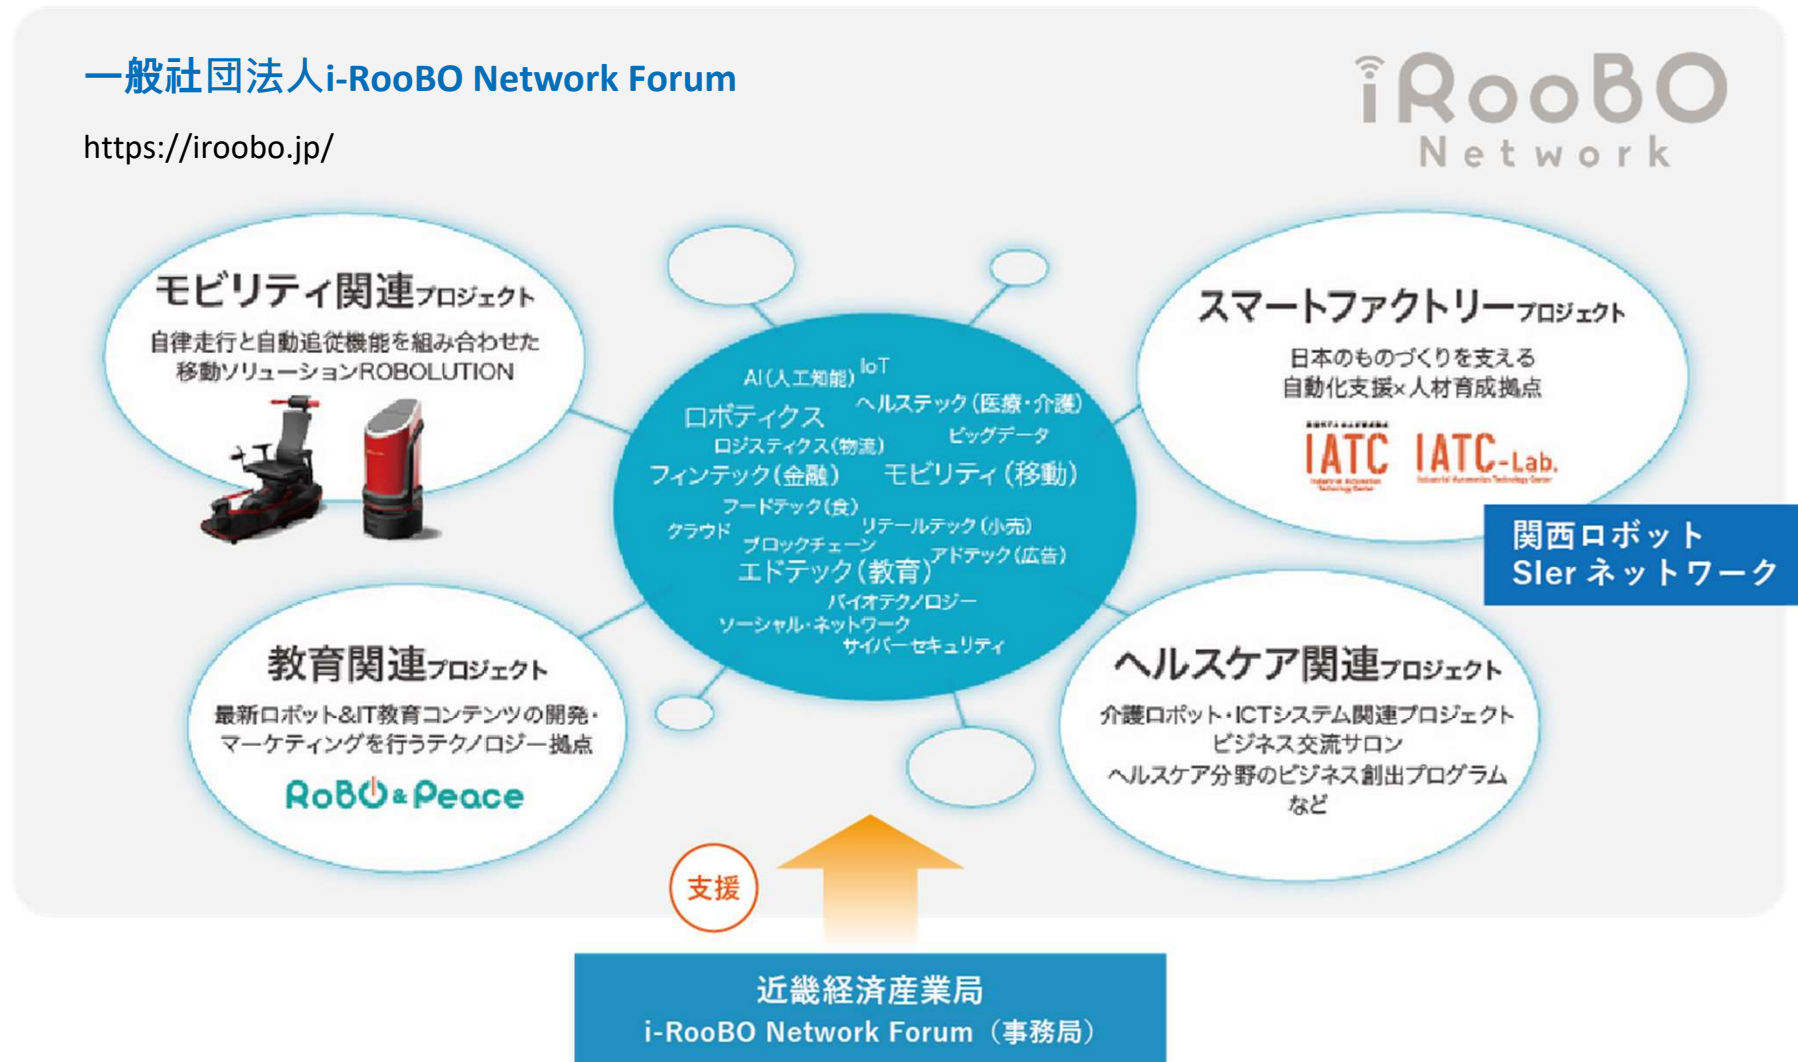 一般社団法人i-RooBO Network Forum
https://iroobo.jp/
iRooBO
Network
モビリティ関連プロジェクト
自律走行と自動追従機能を組み合わせた
移動ソリューションROBOLUTION
スマートファクトリープロジェクト
日本のものづくりを支える
自動化支援×人材育成拠点
IATC
Industrial Automation
Technology Center
IATC-Lab.
Industrial Automation Technology Center
関西ロボット
SIer ネットワーク
AI(人工知能)
IoT
ヘルステック(医療・介護)
ロボティクス
ビッグデータ
ロジスティクス(物流)
フィンテック(金融)
モビリティ(移動)
フードテック(食)
クラウド
リテールテック(小売)
ブロックチェーン
アドテック(広告)
エドテック(教育)
バイオテクノロジー
ソーシャル・ネットワーク
サイバーセキュリティ
教育関連プロジェクト
最新ロボット&IT教育コンテンツの開発・
マーケティングを行うテクノロジー拠点
RoBO & Peace
ヘルスケア関連プロジェクト
介護ロボット・ICTシステム関連プロジェクト
ビジネス交流サロン
ヘルスケア分野のビジネス創出プログラム
など
支援
近畿経済産業局
i-RooBO Network Forum（事務局）